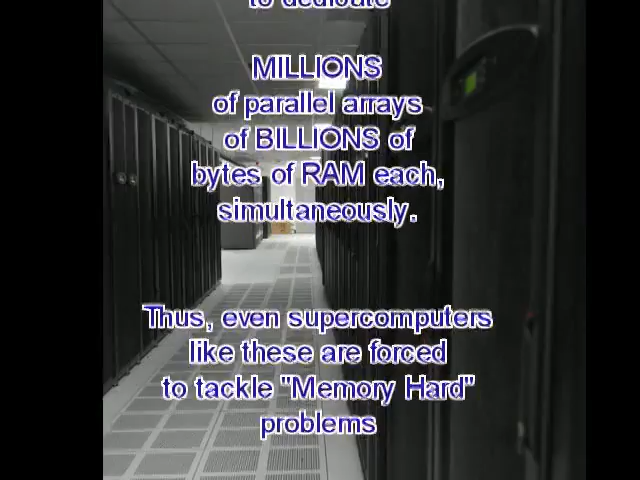 to dedicate
MILLIONS
of parallel arrays
of BILLIONS of
bytes of RAM each,
simultaneously.
Thus, even supercomputers
like these are forced
to tackle "Memory Hard"
problems